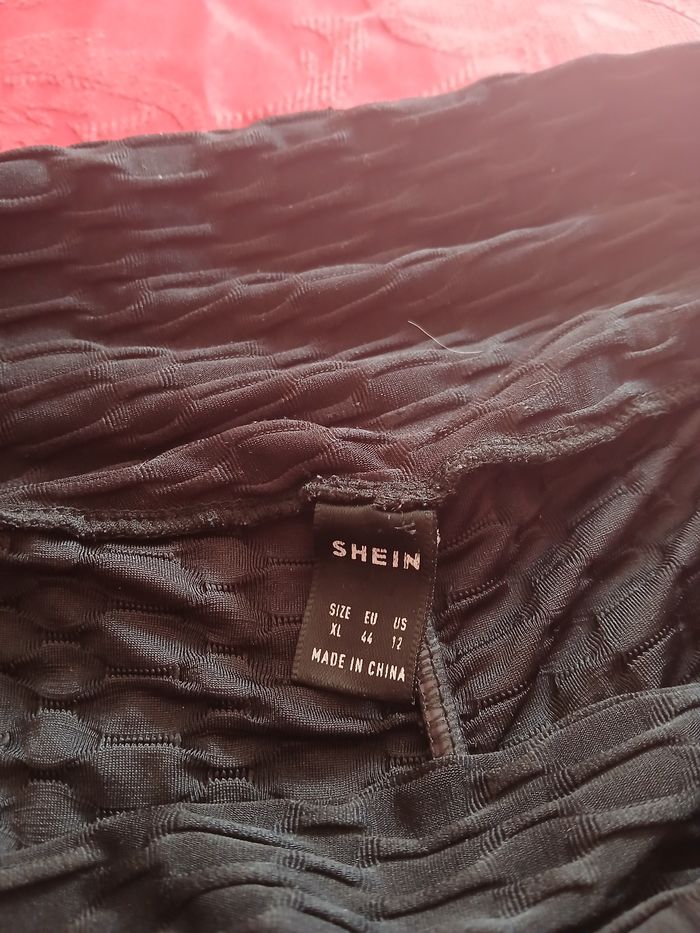 SHEIN
SIZE EU US
XL 44 12
MADE IN CHINA